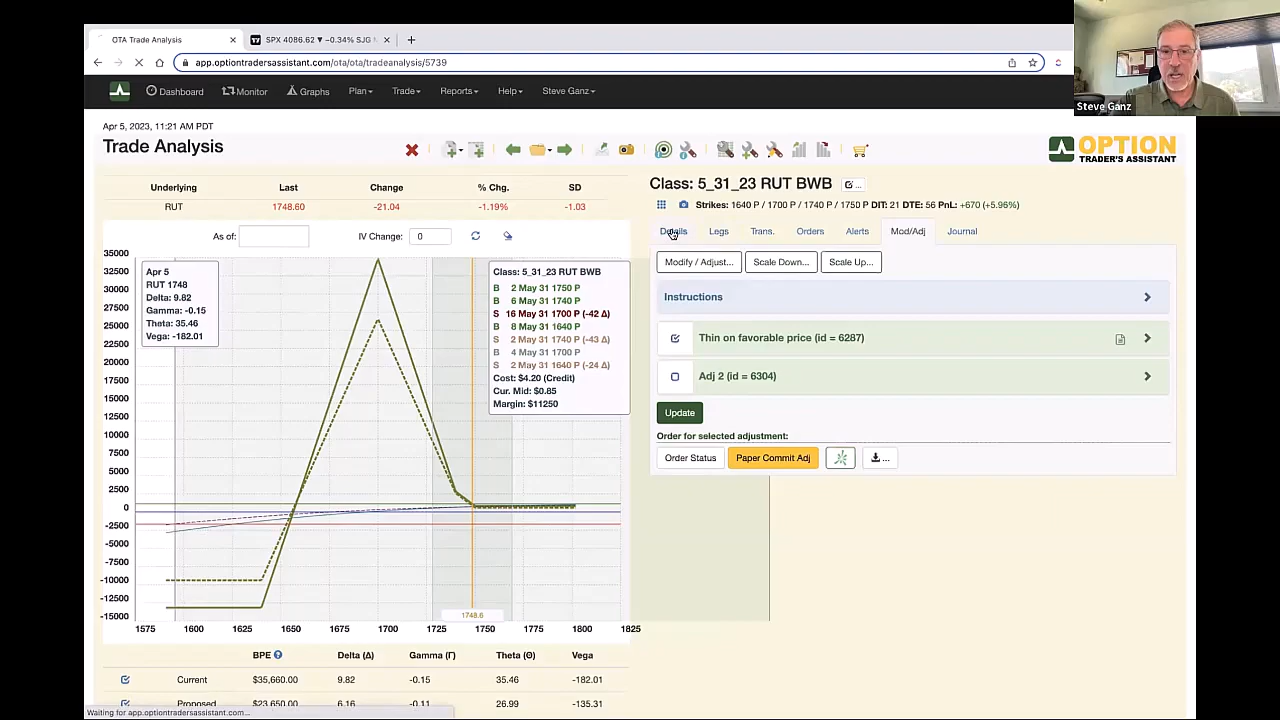 OTA Trade Analysis
SPX 4086.62 ▼ −0.34% SJG
app.optiontradersassistant.com/ota/ota/tradeanalysis/5739
Steve Ganz
Dashboard Monitor Graphs Plan Trade Reports Help Steve Ganz
Apr 5, 2023, 11:21 AM PDT
Trade Analysis
OPTION
TRADER'S ASSISTANT
Underlying Last Change % Chg. SD
RUT 1748.60 -21.04 -1.19% -1.03
As of: IV Change: 0
Class: 5_31_23 RUT BWB ...
Strikes: 1640 P / 1700 P / 1740 P / 1750 P DIT: 21 DTE: 56 PnL: +670 (+5.96%)
Details Legs Trans. Orders Alerts Mod/Adj Journal
Modify / Adjust... Scale Down... Scale Up...
Instructions
Thin on favorable price (id = 6287)
Adj 2 (id = 6304)
Update
Order for selected adjustment:
Order Status Paper Commit Adj ...
35000
32500
30000
27500
25000
22500
20000
17500
15000
12500
10000
7500
5000
2500
0
-2500
-5000
-7500
-10000
-12500
-15000
Apr 5
RUT 1748
Delta: 9.82
Gamma: -0.15
Theta: 35.46
Vega: -182.01
Class: 5_31_23 RUT BWB
B 2 May 31 1750 P
B 6 May 31 1740 P
S 16 May 31 1700 P (-42 Δ)
B 8 May 31 1640 P
S 2 May 31 1740 P (-43 Δ)
B 4 May 31 1700 P
S 2 May 31 1640 P (-24 Δ)
Cost: $4.20 (Credit)
Cur. Mid: $0.85
Margin: $11250
1748.6
1575 1600 1625 1650 1675 1700 1725 1750 1775 1800 1825
BPE Delta (Δ) Gamma (Γ) Theta (Θ) Vega
Current $35,660.00 9.82 -0.15 35.46 -182.01
Proposed $23,650.00 6.16 -0.11 26.99 -135.31
Waiting for app.optiontradersassistant.com...